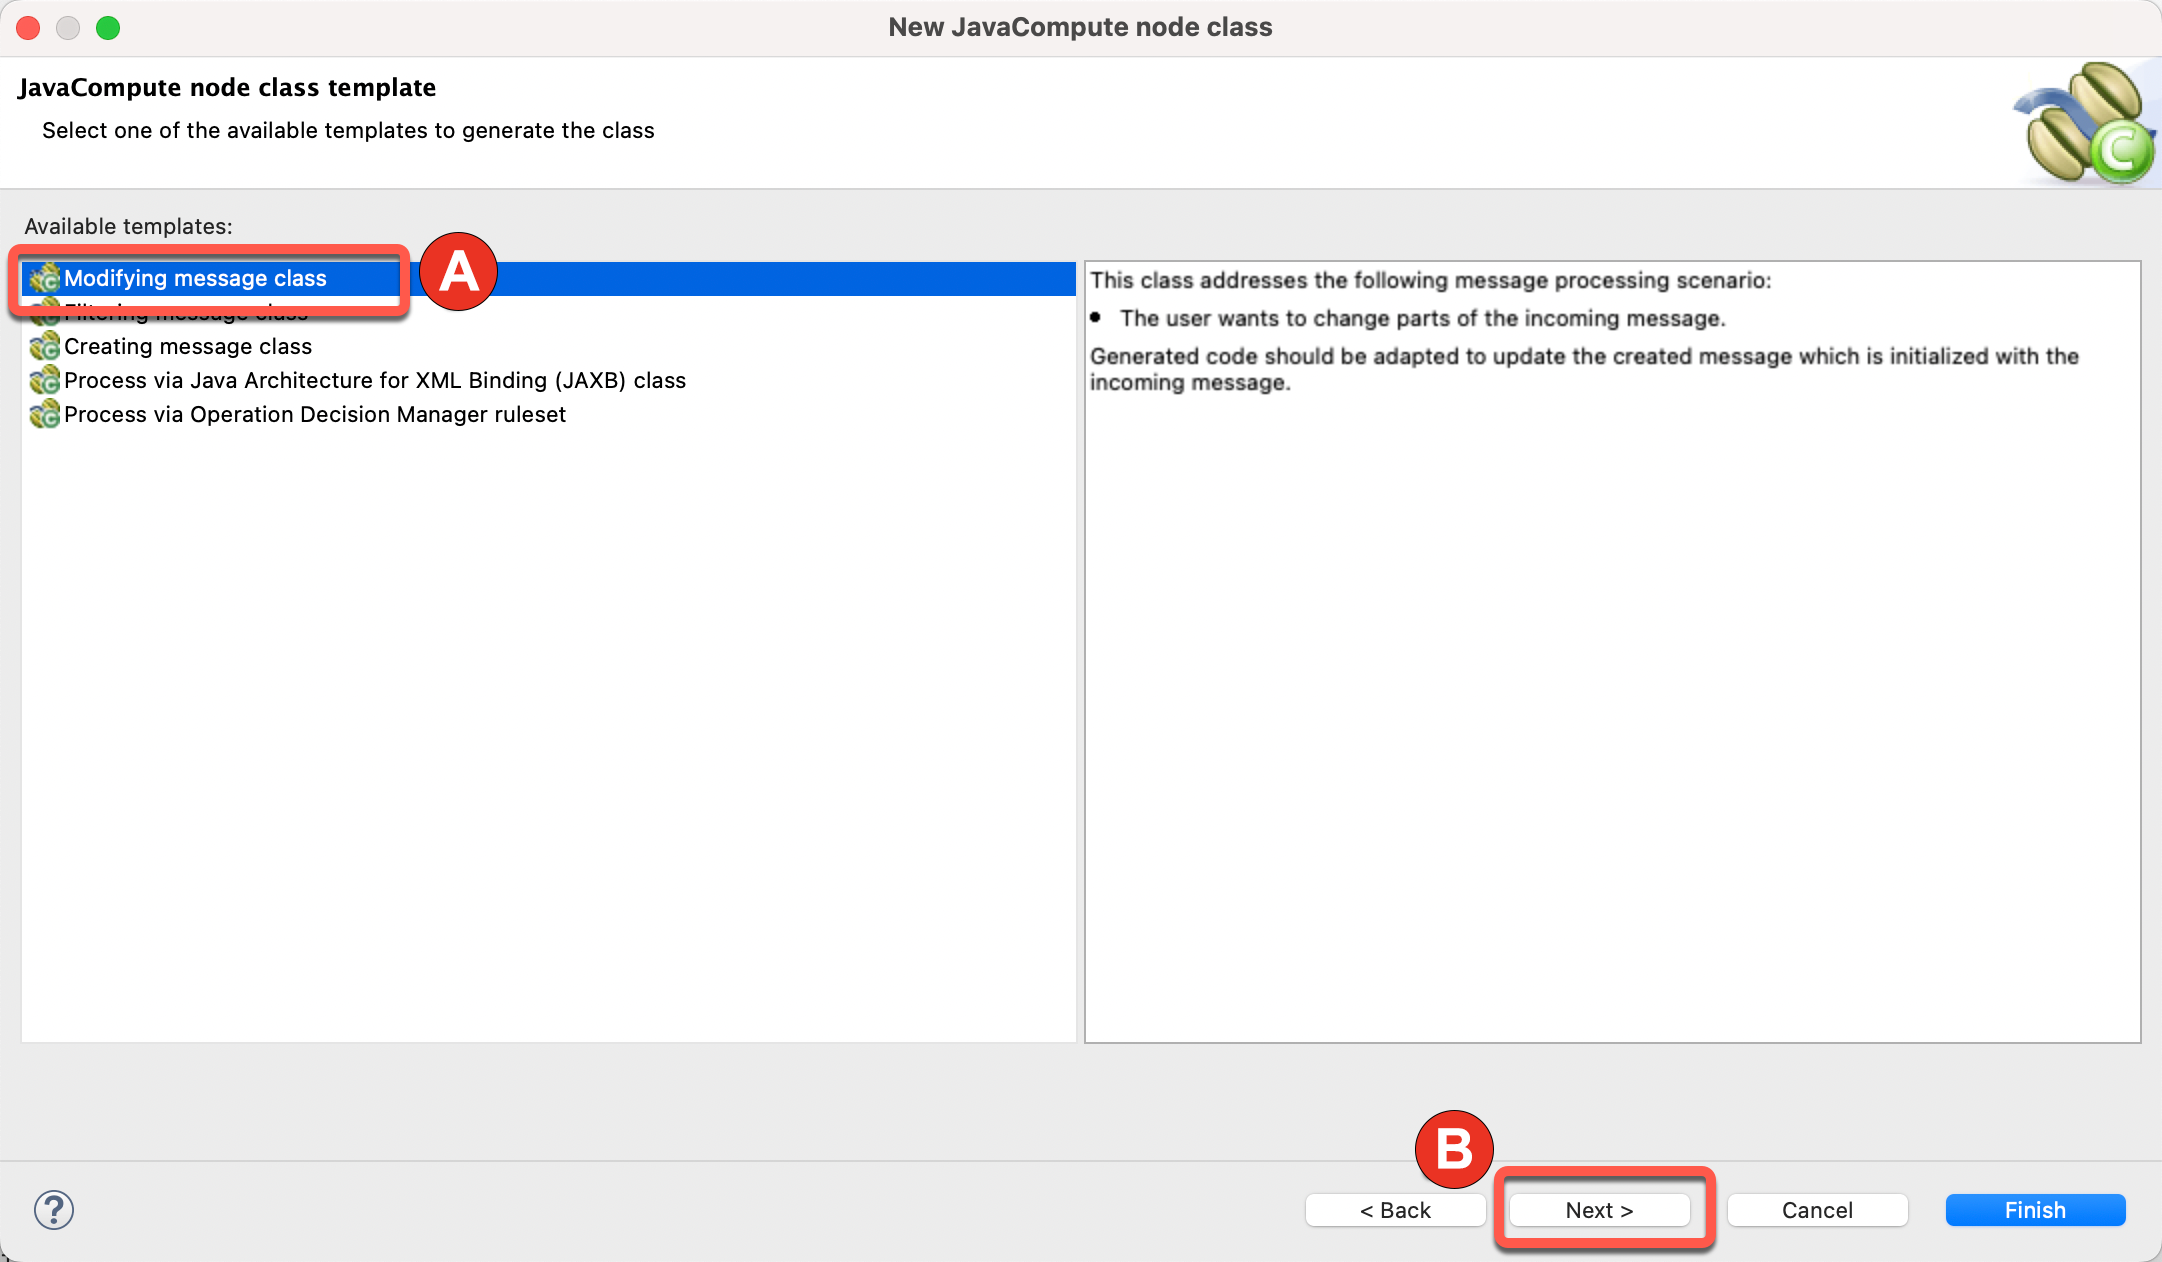 New JavaCompute node class
JavaCompute node class template
Select one of the available templates to generate the class
Available templates:
Modifying message class
A
Filtering message class
Creating message class
Process via Java Architecture for XML Binding (JAXB) class
Process via Operation Decision Manager ruleset
This class addresses the following message processing scenario:
• The user wants to change parts of the incoming message.
Generated code should be adapted to update the created message which is initialized with the
incoming message.
B
?
< Back
Next >
Cancel
Finish